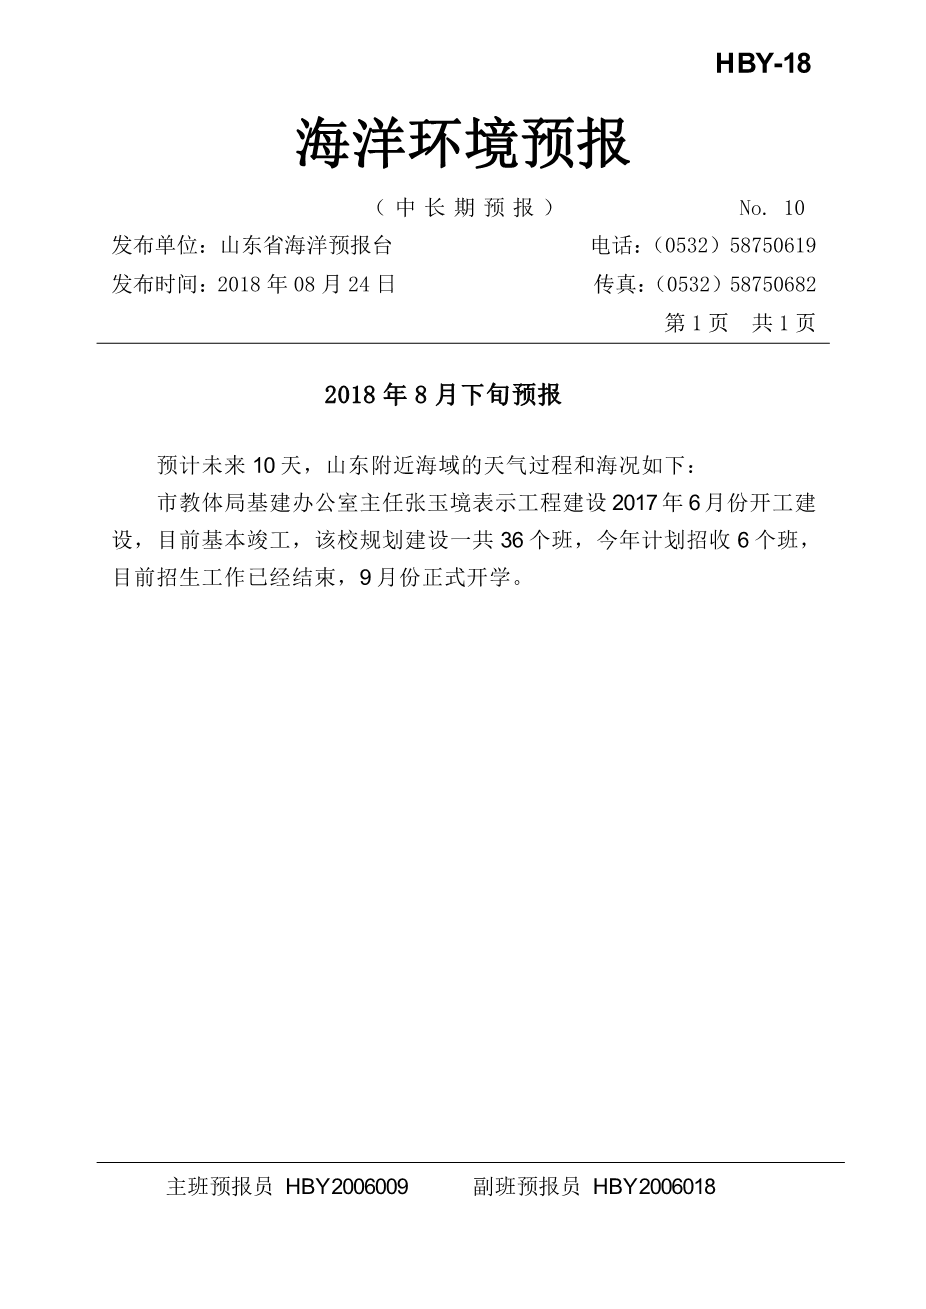 HBY-18
海洋环境预报
（中长期预报） No. 10
发布单位：山东省海洋预报台 电话：（0532）58750619
发布时间：2018 年 08 月 24 日 传真：（0532）58750682
第 1 页 共 1 页
2018 年 8 月下旬预报
预计未来 10 天，山东附近海域的天气过程和海况如下：
市教体局基建办公室主任张玉境表示工程建设 2017 年 6 月份开工建
设，目前基本竣工，该校规划建设一共 36 个班，今年计划招收 6 个班，
目前招生工作已经结束，9 月份正式开学。
主班预报员 HBY2006009 副班预报员 HBY2006018